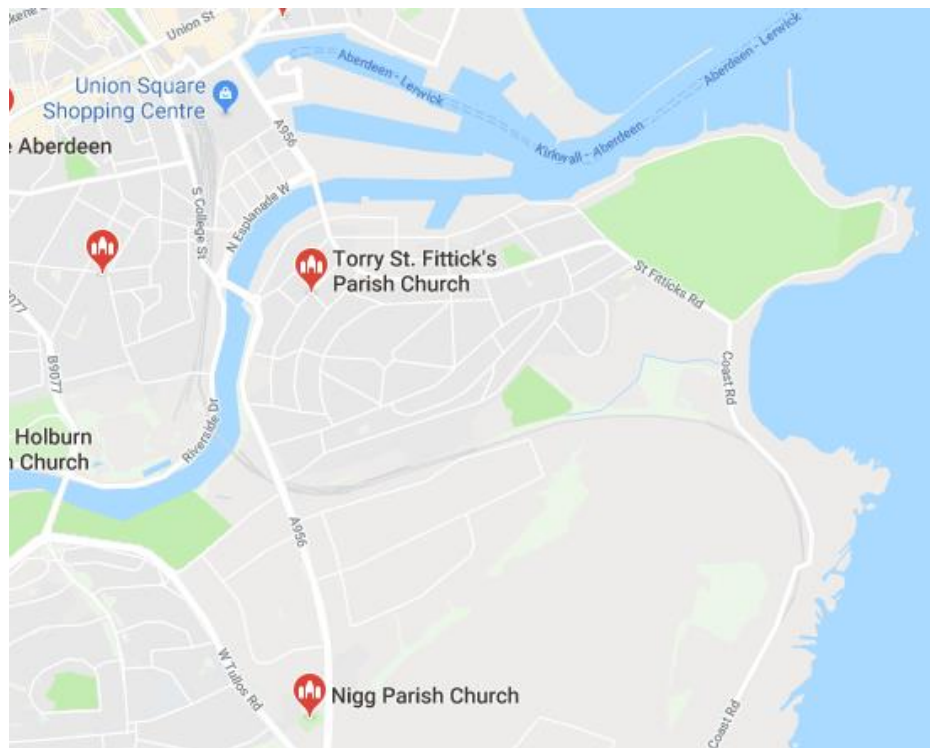 Union St
Aberdeen - Lerwick
Aberdeen - Lerwick
Union Square
Shopping Centre
A956
Kirkwall - Aberdeen
Aberdeen
N Esplanade W
S College St
Torry St. Fittick's
Parish Church
St Fitticks Rd
B9077
Coast Rd
Riverside Dr
Holburn
Church
A956
W Tullos Rd
Nigg Parish Church
Coast Rd